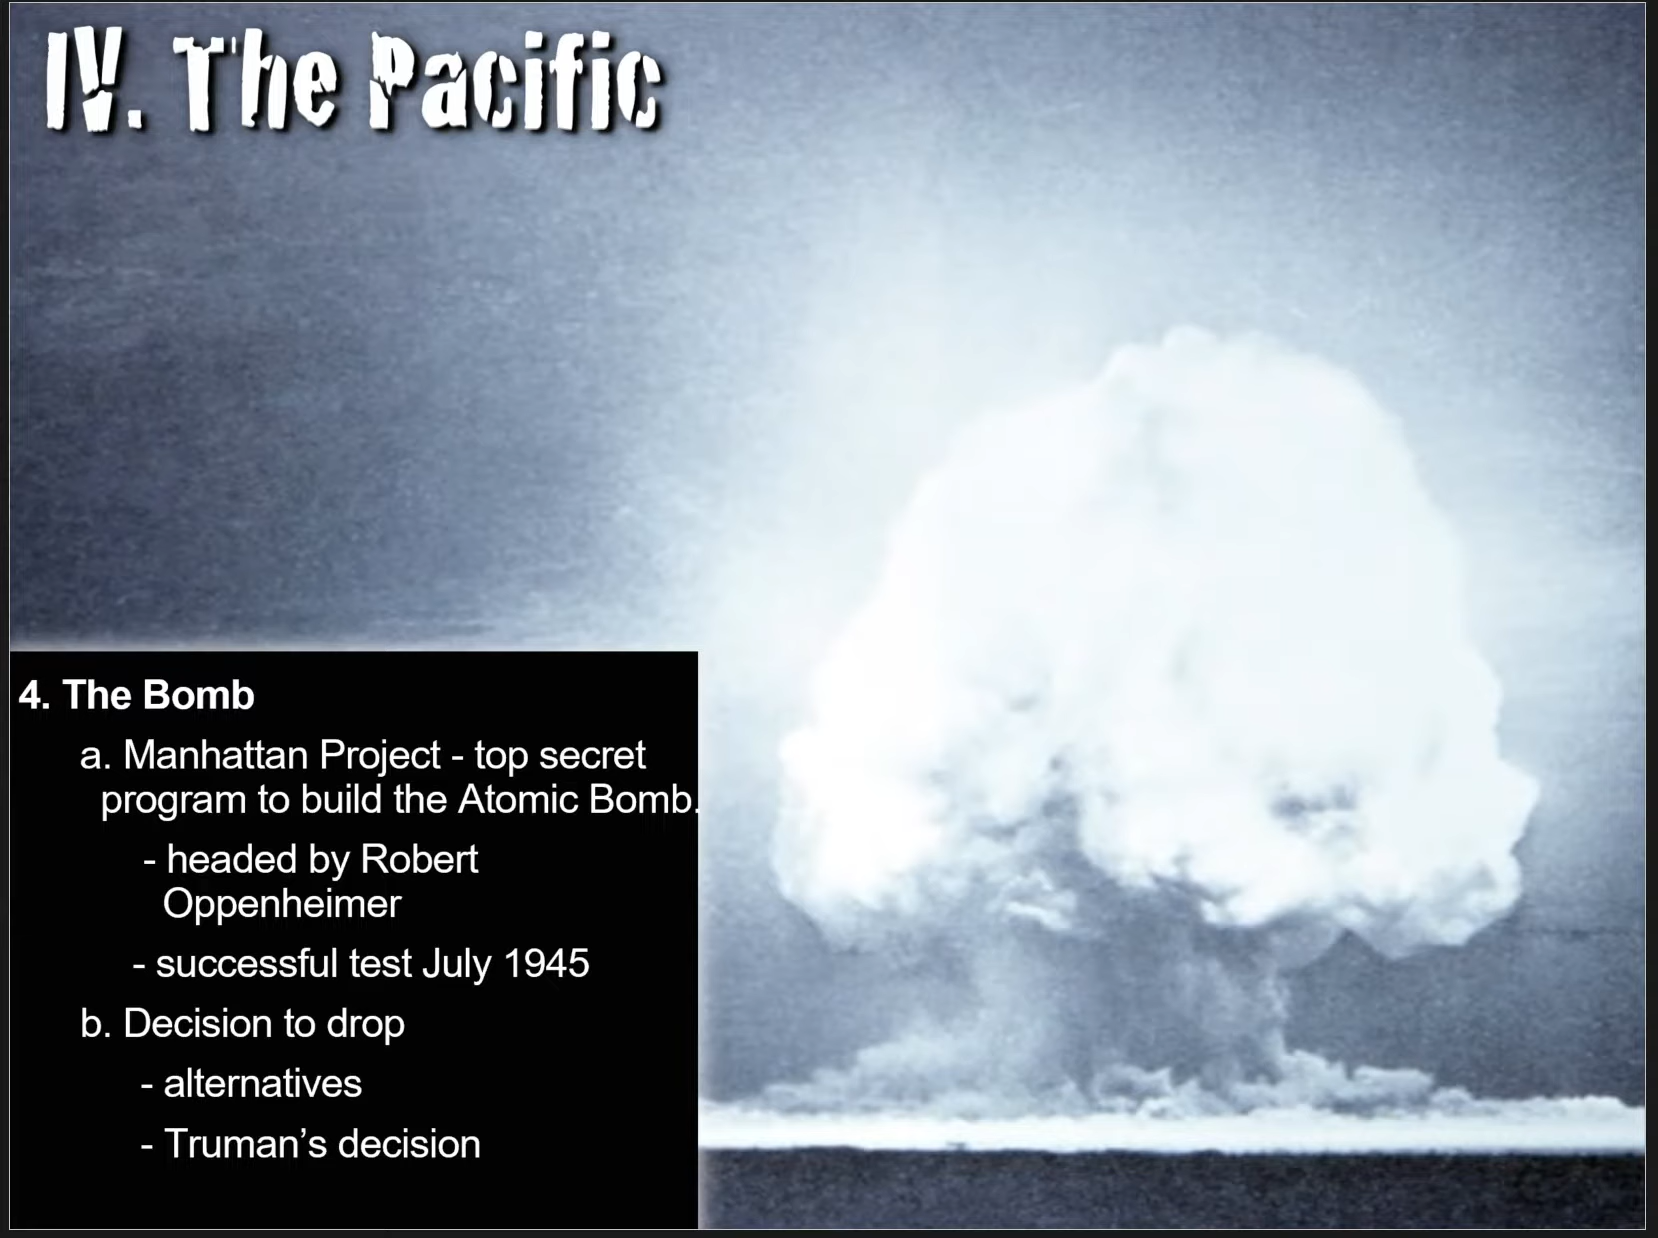 IV. The Pacific
4. The Bomb
a. Manhattan Project - top secret
program to build the Atomic Bomb.
- headed by Robert
Oppenheimer
- successful test July 1945
b. Decision to drop
- alternatives
- Truman’s decision